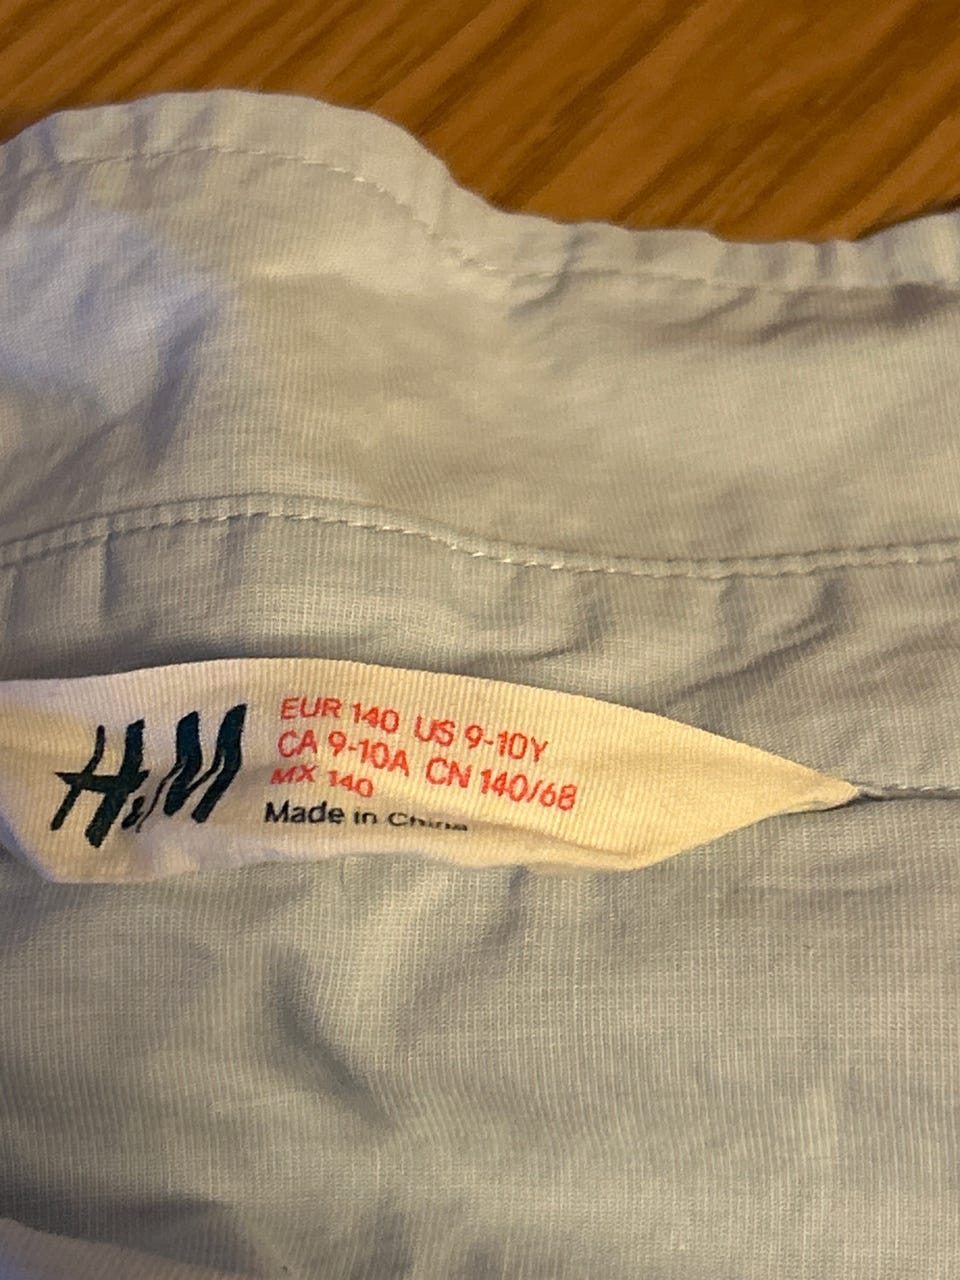 H&M
EUR 140 US 9-10Y
CA 9-10A CN 140/68
MX 140
Made in China